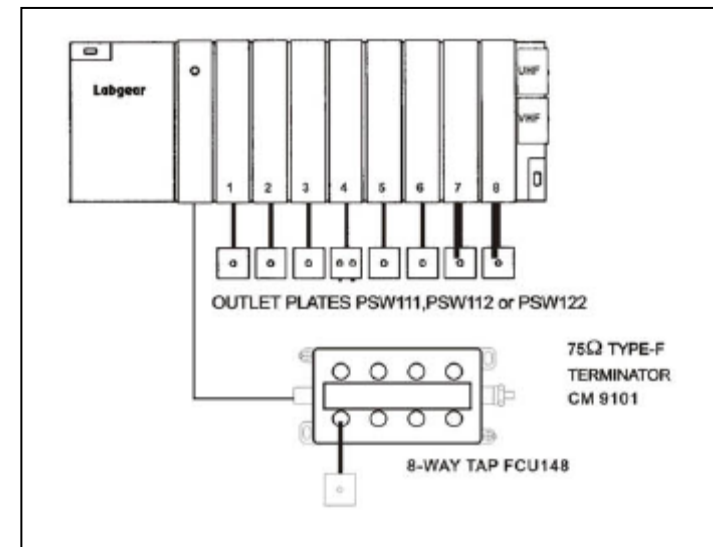 UHF
Labgear
VHF
1 2 3 4 5 6 7 8
OUTLET PLATES PSW111,PSW112 or PSW122
75Ω TYPE-F
TERMINATOR
CM 9101
8-WAY TAP FCU148